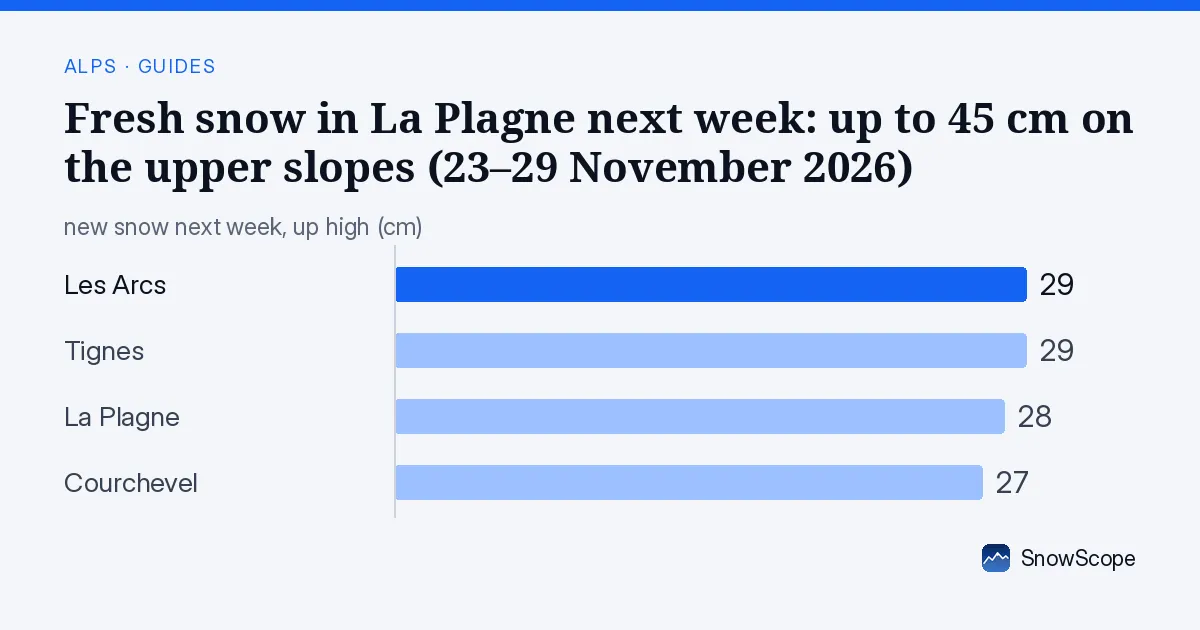 ALPS · GUIDES
Fresh snow in La Plagne next week: up to 45 cm on
the upper slopes (23–29 November 2026)
new snow next week, up high (cm)
Les Arcs 29
Tignes 29
La Plagne 28
Courchevel 27
SnowScope